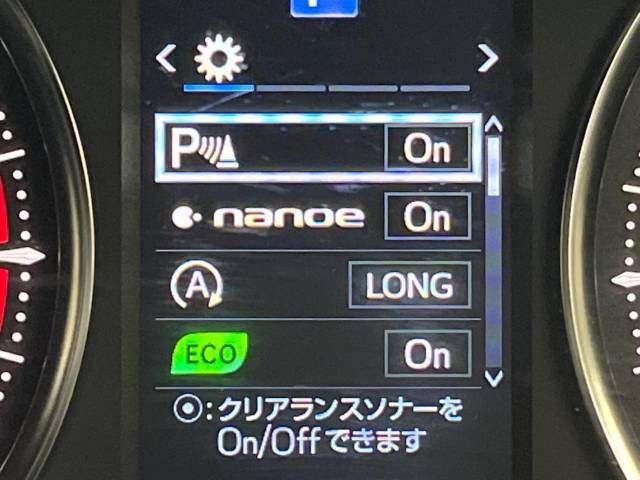 P On
nanoe On
A LONG
ECO On
⦿:クリアランスソナーを
On/Offできます